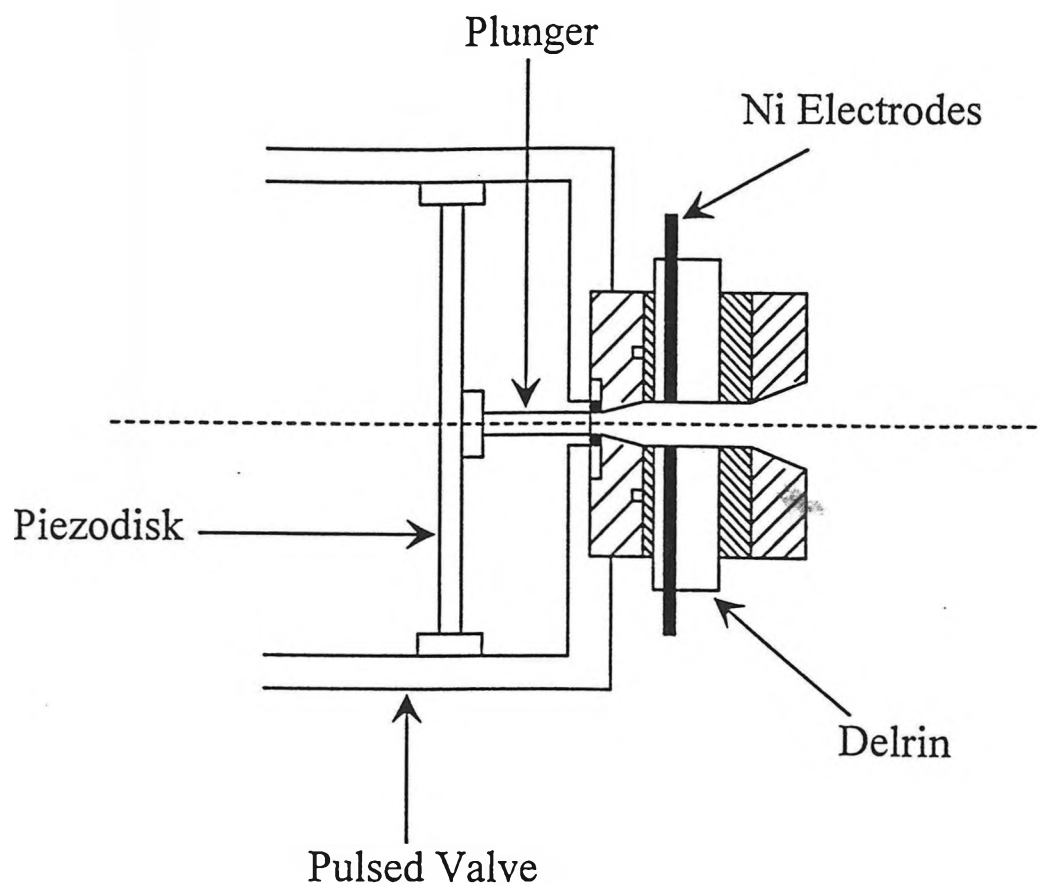 Plunger
Ni Electrodes
Piezodisk
Delrin
Pulsed Valve